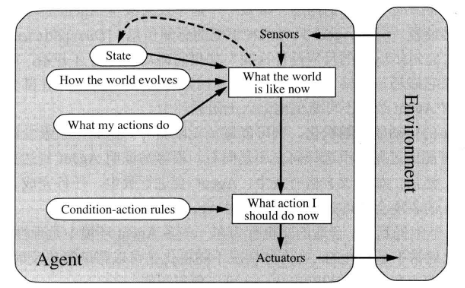 Sensors
State
How the world evolves
What the world
is like now
What my actions do
Condition-action rules
What action I
should do now
Agent
Actuators
Environment